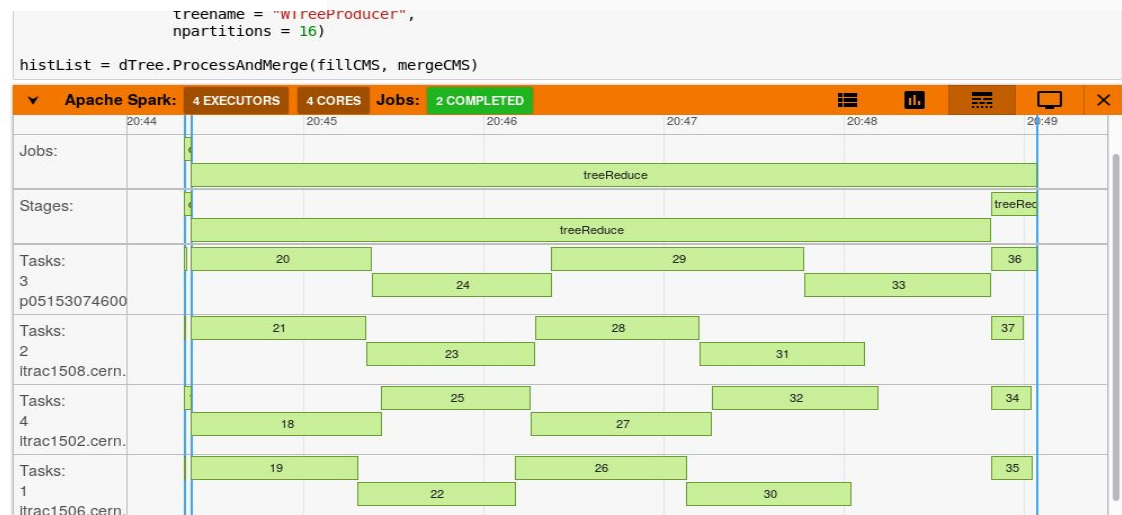 treename = "WTreeProducer",
npartitions = 16)
histList = dTree.ProcessAndMerge(fillCMS, mergeCMS)
Apache Spark: 4 EXECUTORS 4 CORES Jobs: 2 COMPLETED
20:44 20:45 20:46 20:47 20:48 20:49
Jobs:
treeReduce
Stages:
treeRed
treeReduce
Tasks:
20 29 36
3
24 33
p05153074600
Tasks:
21 28 37
2
23 31
itrac1508.cern.
Tasks:
25 32 34
4
18 27
itrac1502.cern.
Tasks:
19 26 35
1
22 30
itrac1506.cern.